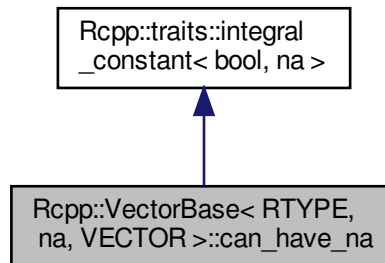 Rcpp::traits::integral
_constant< bool, na >
Rcpp::VectorBase< RTYPE,
na, VECTOR >::can_have_na